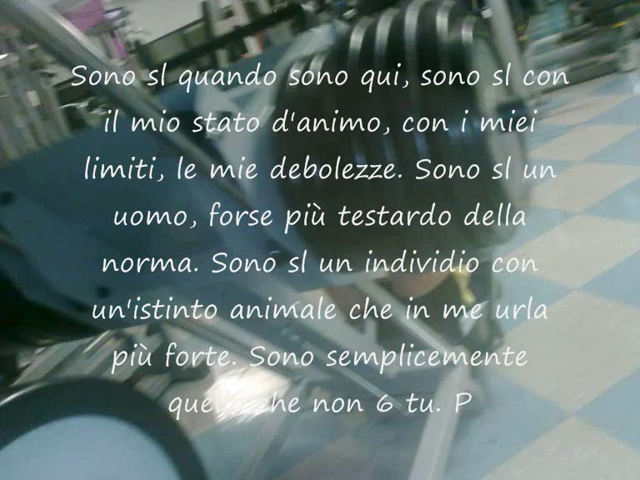 Sono sl quando sono qui, sono sl con
il mio stato d'animo, con i miei
limiti, le mie debolezze. Sono sl un
uomo, forse più testardo della
norma. Sono sl un individio con
un'istinto animale che in me urla
più forte. Sono semplicemente
non 6 tu. P